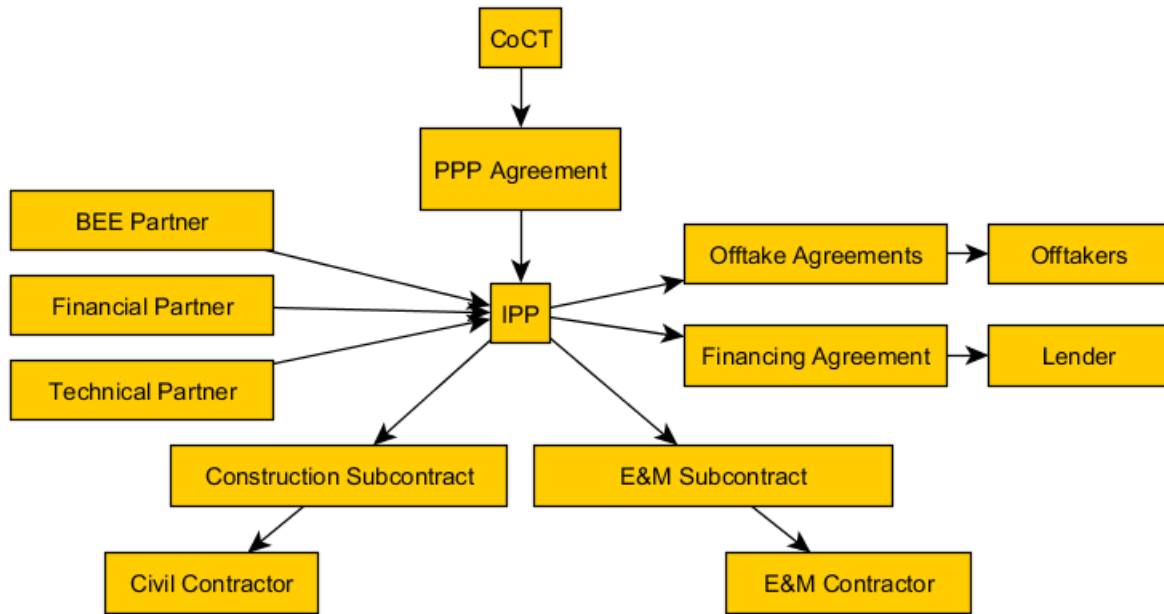 CoCT
PPP Agreement
BEE Partner
Offtake Agreements
Offtakers
Financial Partner
IPP
Financing Agreement
Lender
Technical Partner
Construction Subcontract
E&M Subcontract
Civil Contractor
E&M Contractor